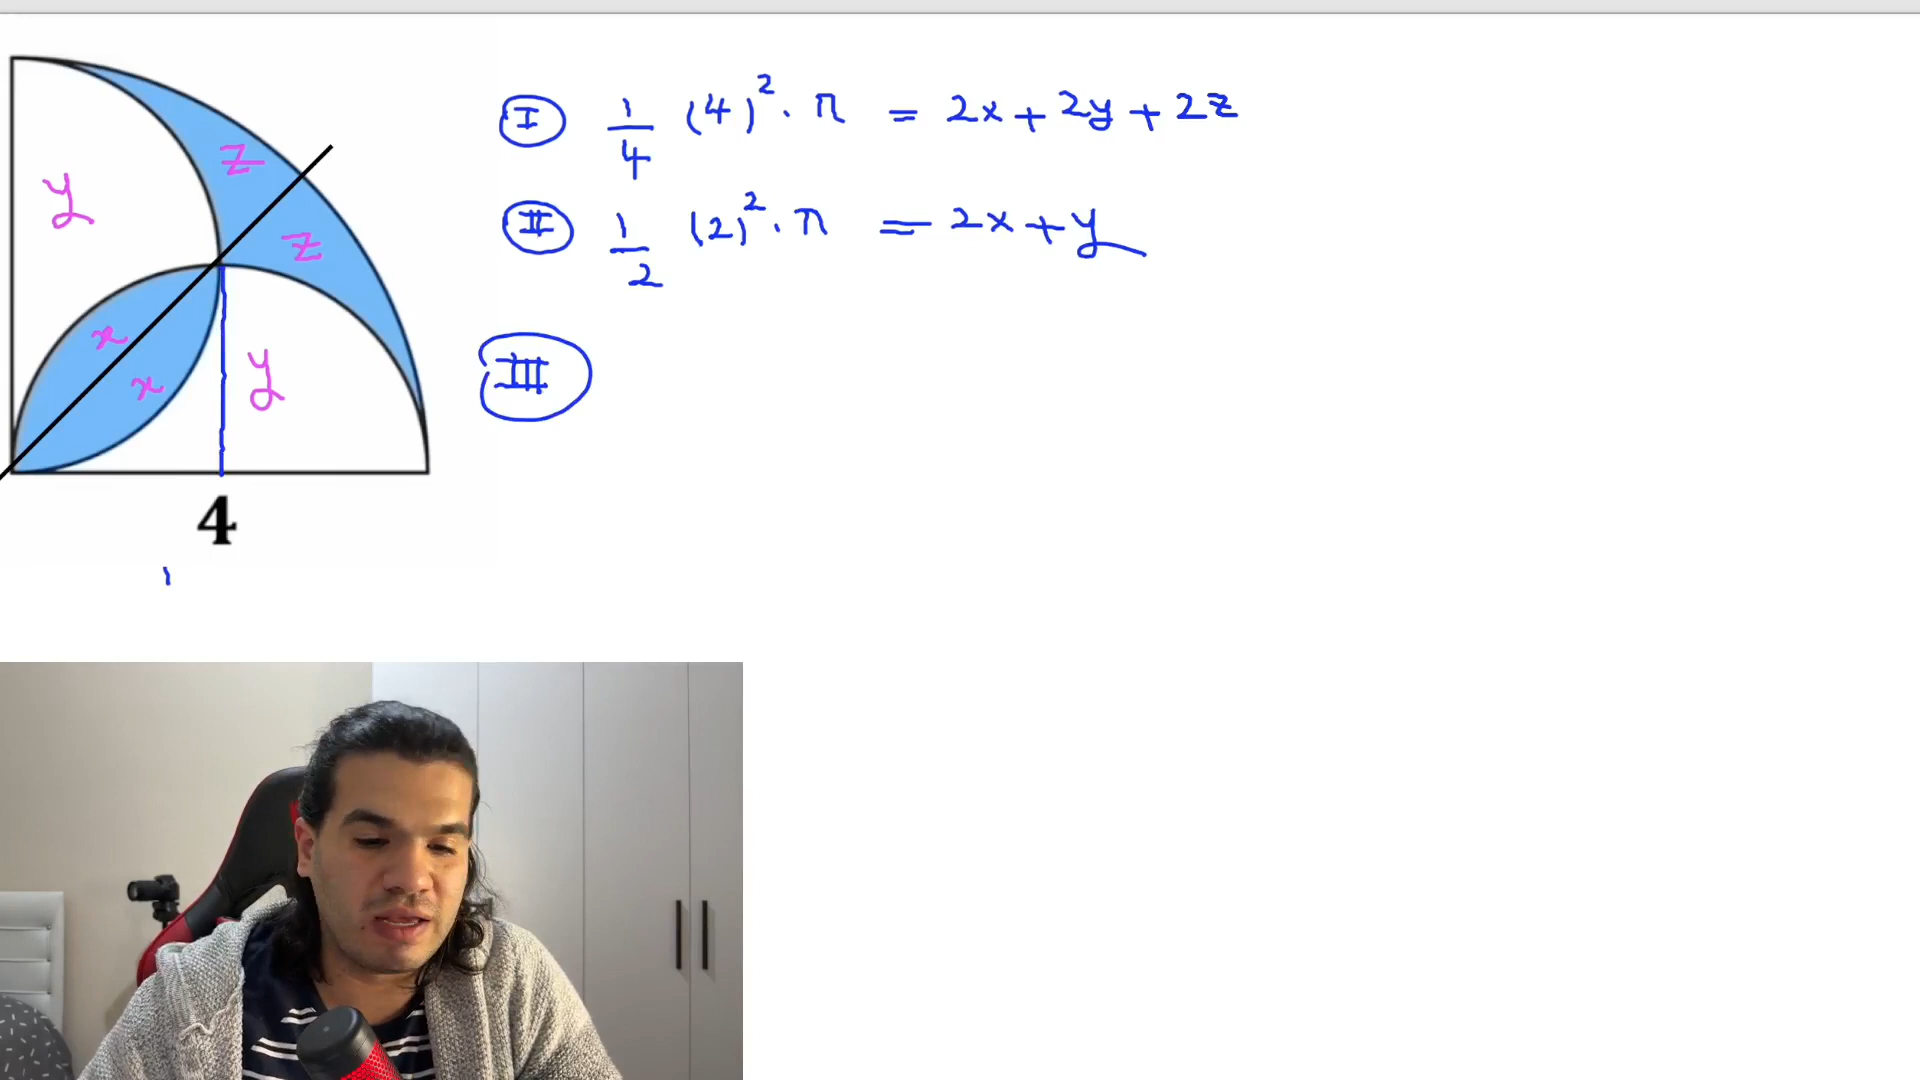 Ⅰ 1/4 (4)² · π = 2x + 2y + 2z
Ⅱ 1/2 (2)² · π = 2x + y
Ⅲ
z
y
z
x
x
y
4